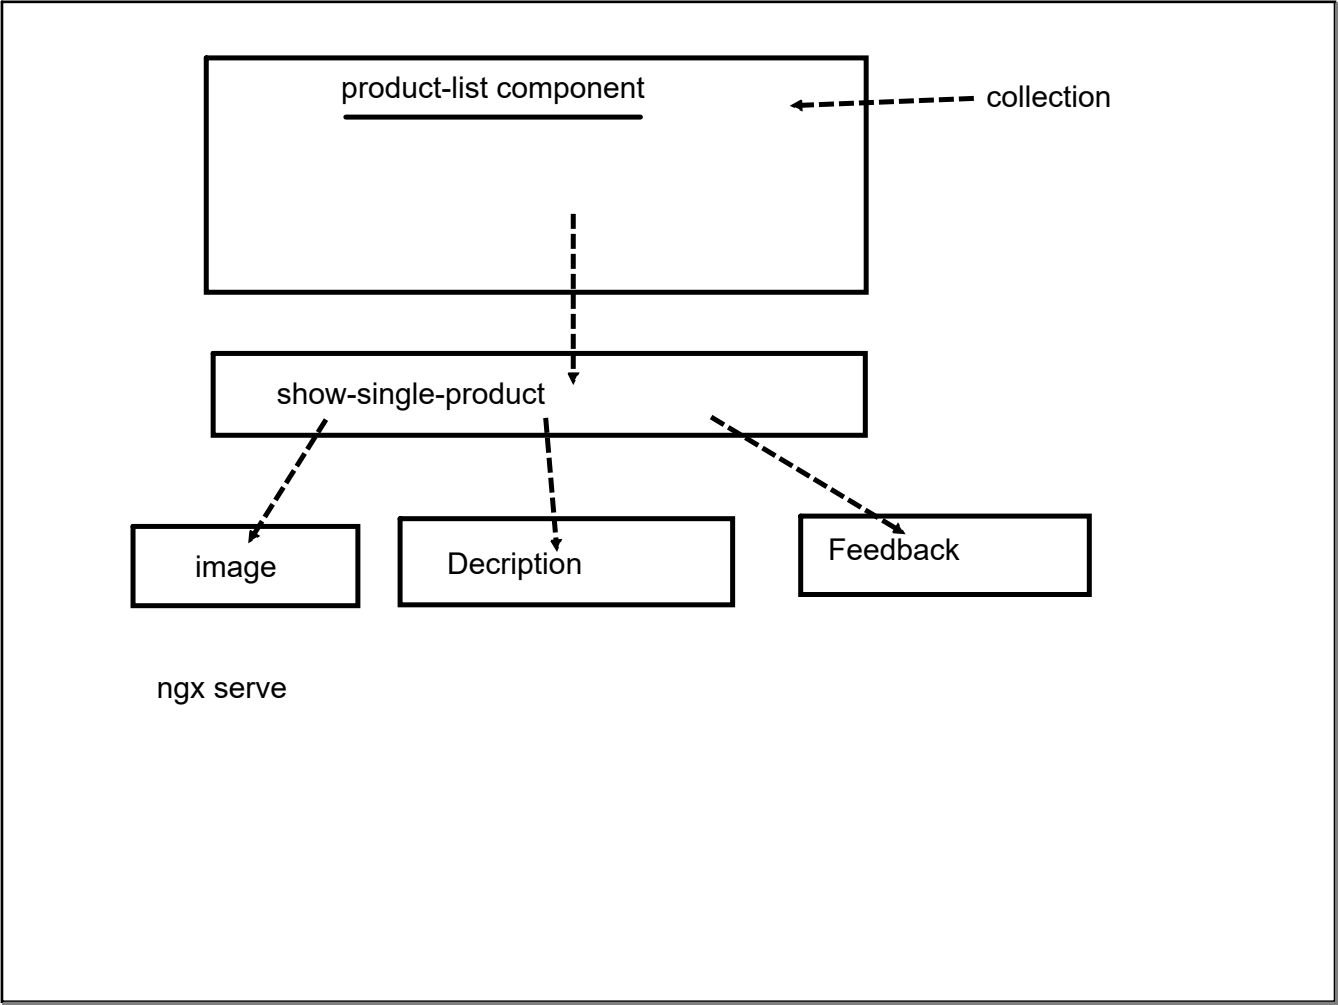 product-list component
collection
show-single-product
image
Decription
Feedback
ngx serve